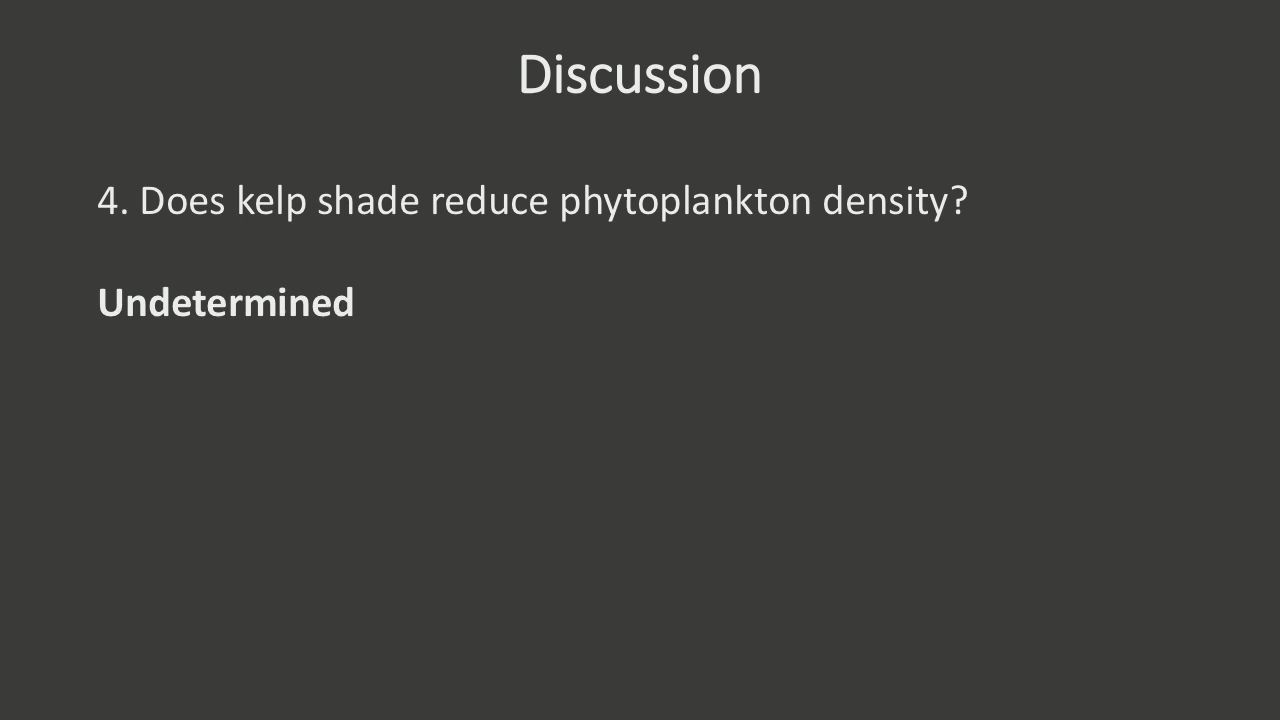 Discussion
4. Does kelp shade reduce phytoplankton density?
Undetermined